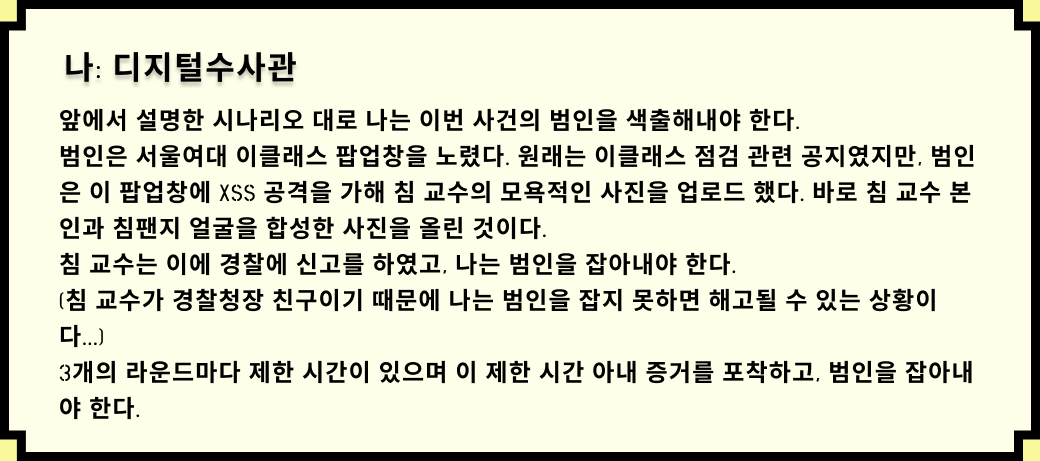 나: 디지털수사관
앞에서 설명한 시나리오 대로 나는 이번 사건의 범인을 색출해내야 한다.
범인은 서울여대 이클래스 팝업창을 노렸다. 원래는 이클래스 점검 관련 공지였지만, 범인
은 이 팝업창에 XSS 공격을 가해 침 교수의 모욕적인 사진을 업로드 했다. 바로 침 교수 본
인과 침팬지 얼굴을 합성한 사진을 올린 것이다.
침 교수는 이에 경찰에 신고를 하였고, 나는 범인을 잡아내야 한다.
(침 교수가 경찰청장 친구이기 때문에 나는 범인을 잡지 못하면 해고될 수 있는 상황이
다...)
3개의 라운드마다 제한 시간이 있으며 이 제한 시간 아내 증거를 포착하고, 범인을 잡아내
야 한다.